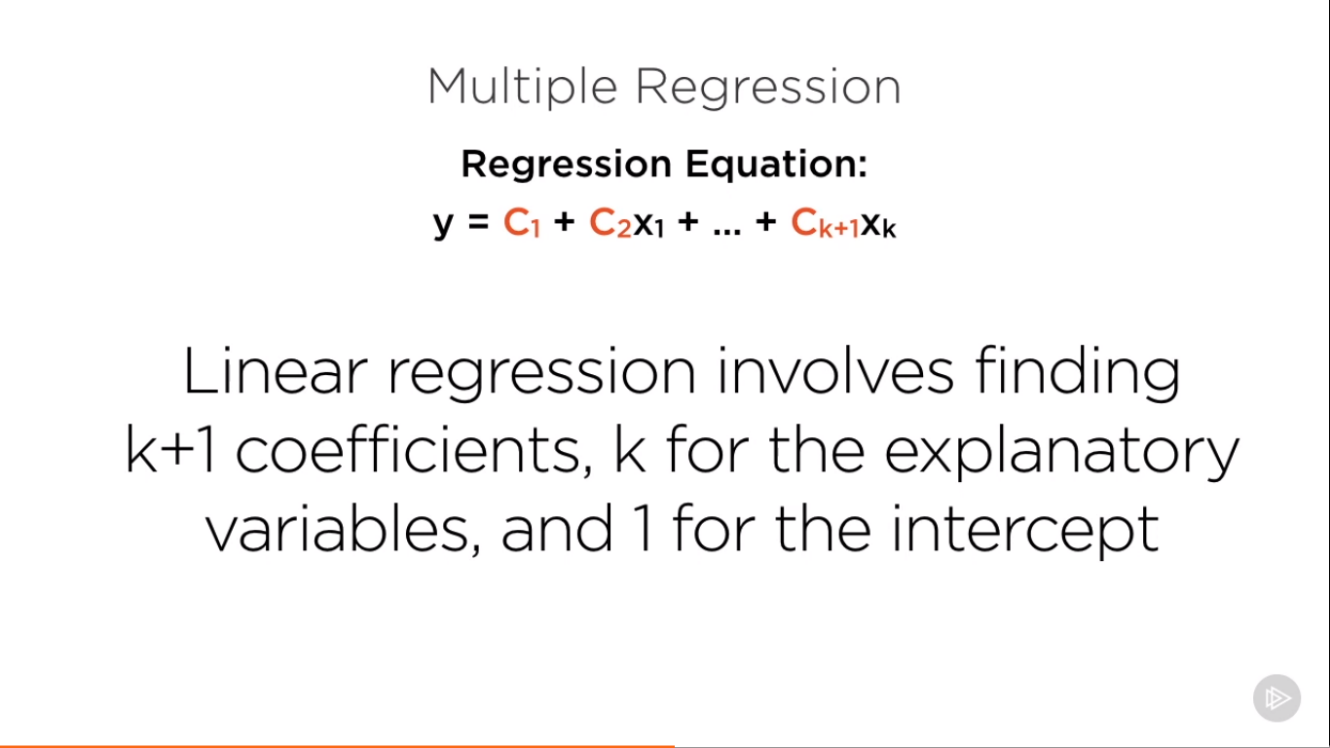 Multiple Regression
Regression Equation:
y = C₁ + C₂x₁ + ... + Cₖ₊₁xₖ
Linear regression involves finding
k+1 coefficients, k for the explanatory
variables, and 1 for the intercept